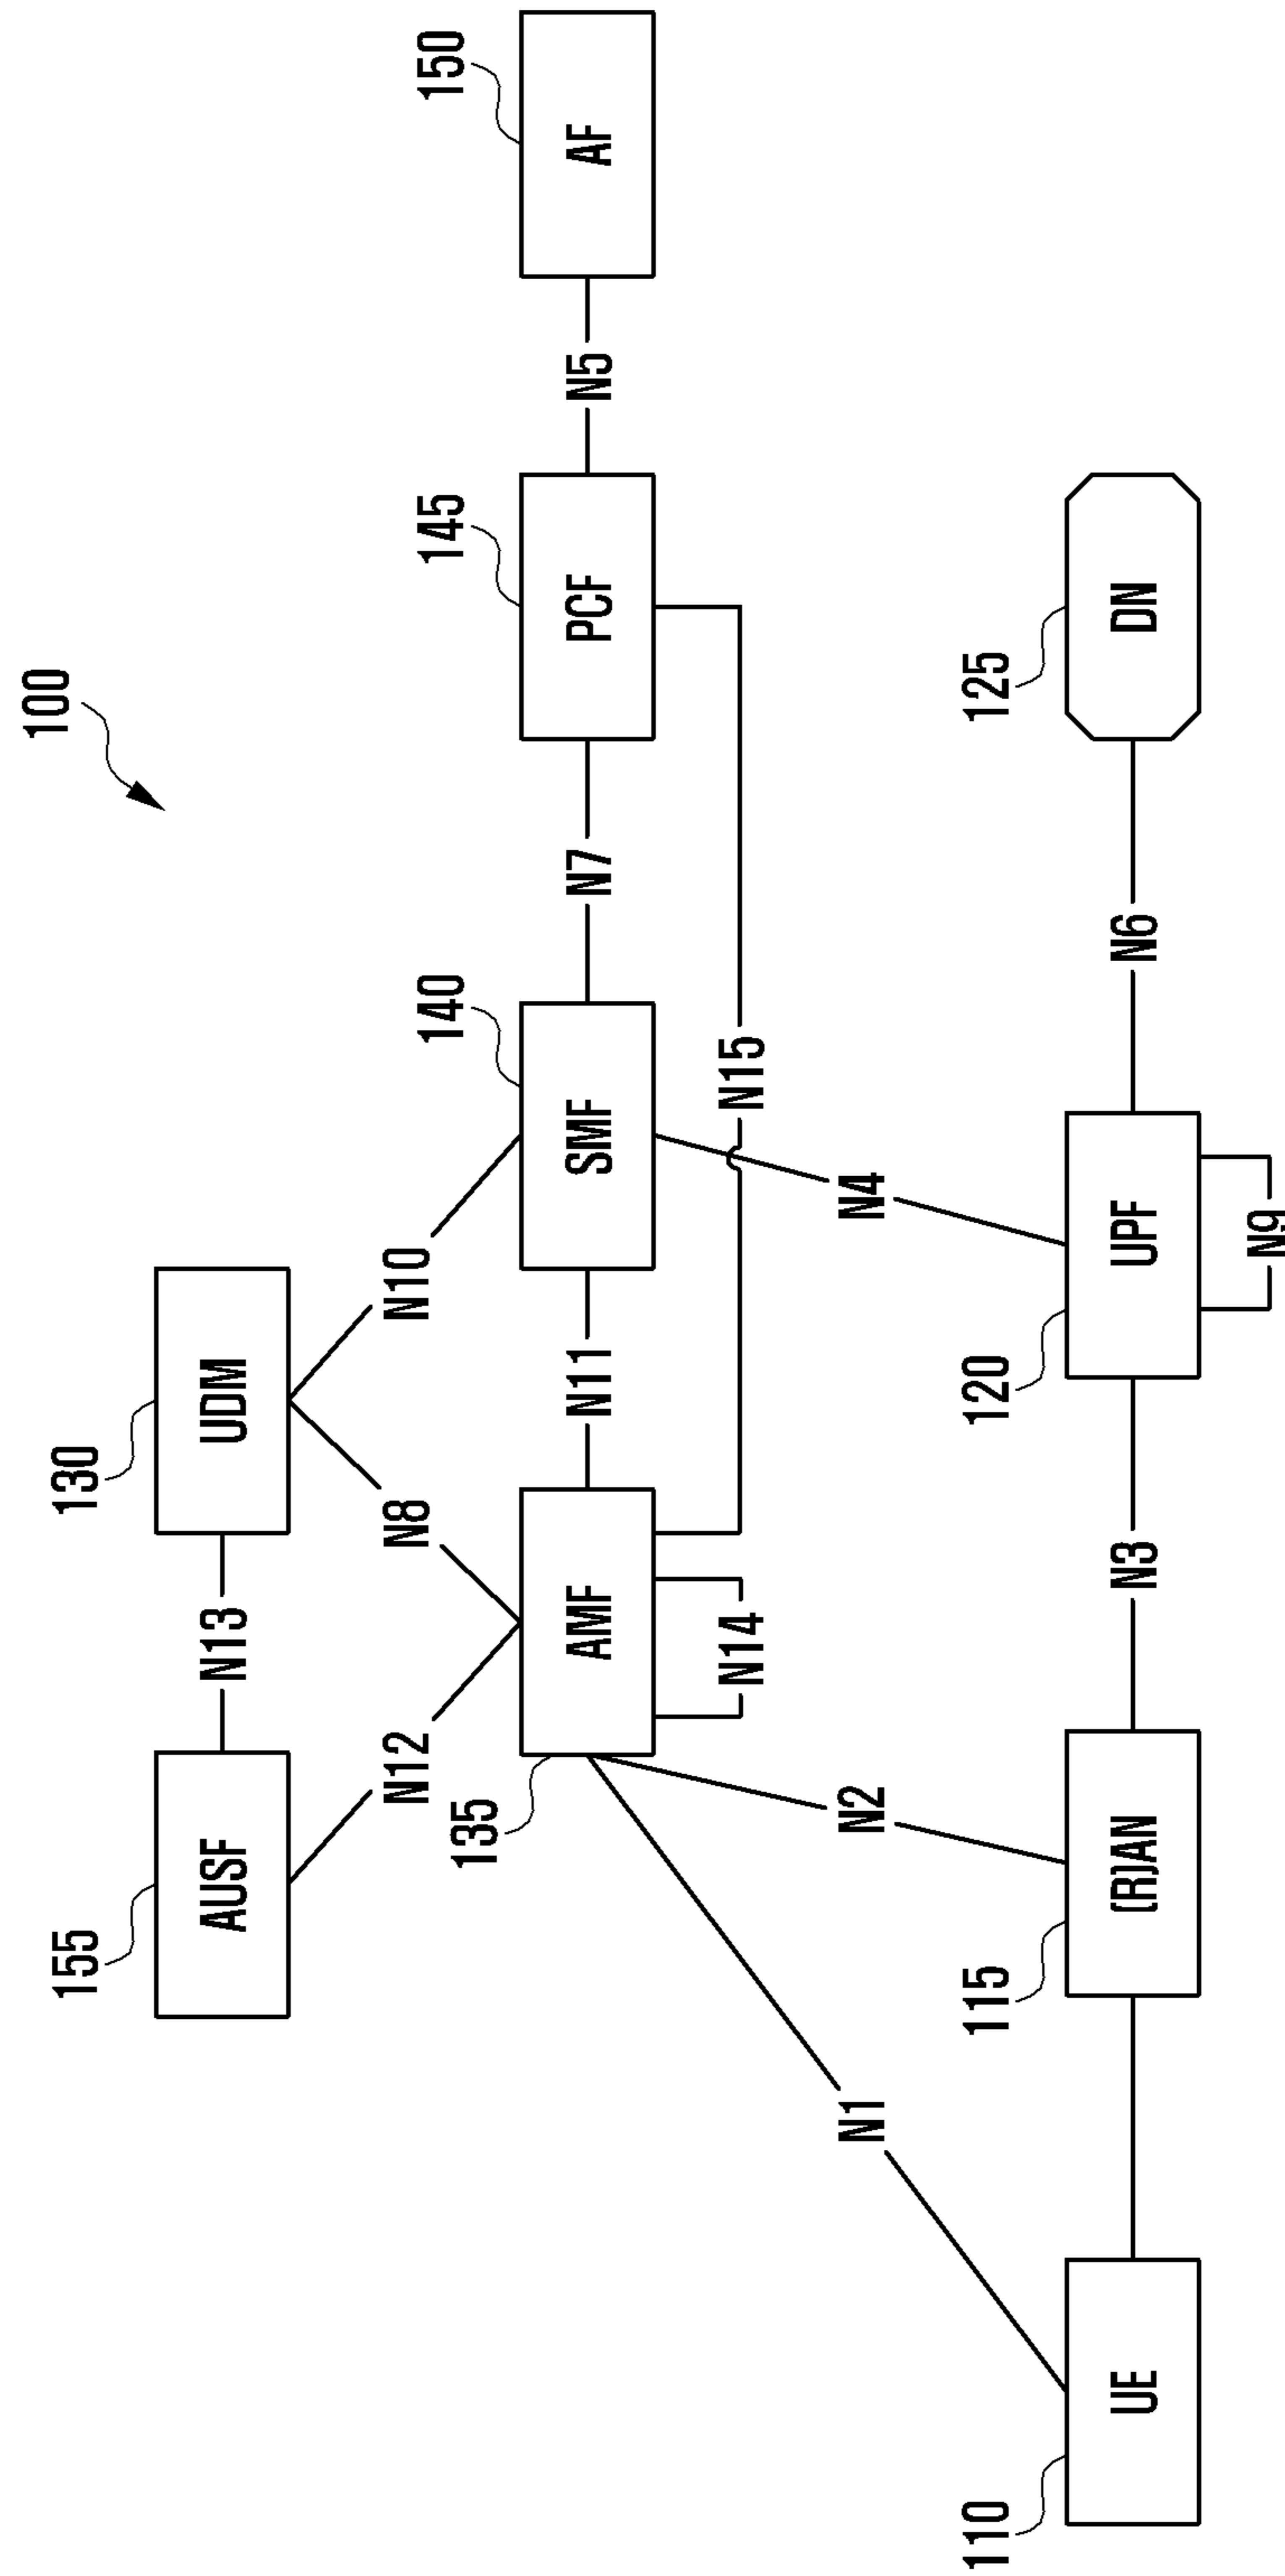 100
155
AUSF
N13
130
UDM
N12
N8
N10
135
AMF
N11
140
SMF
N7
145
PCF
N5
150
AF
N14
N15
N1
N2
N4
110
UE
115
(R)AN
N3
120
UPF
N6
125
DN
N9